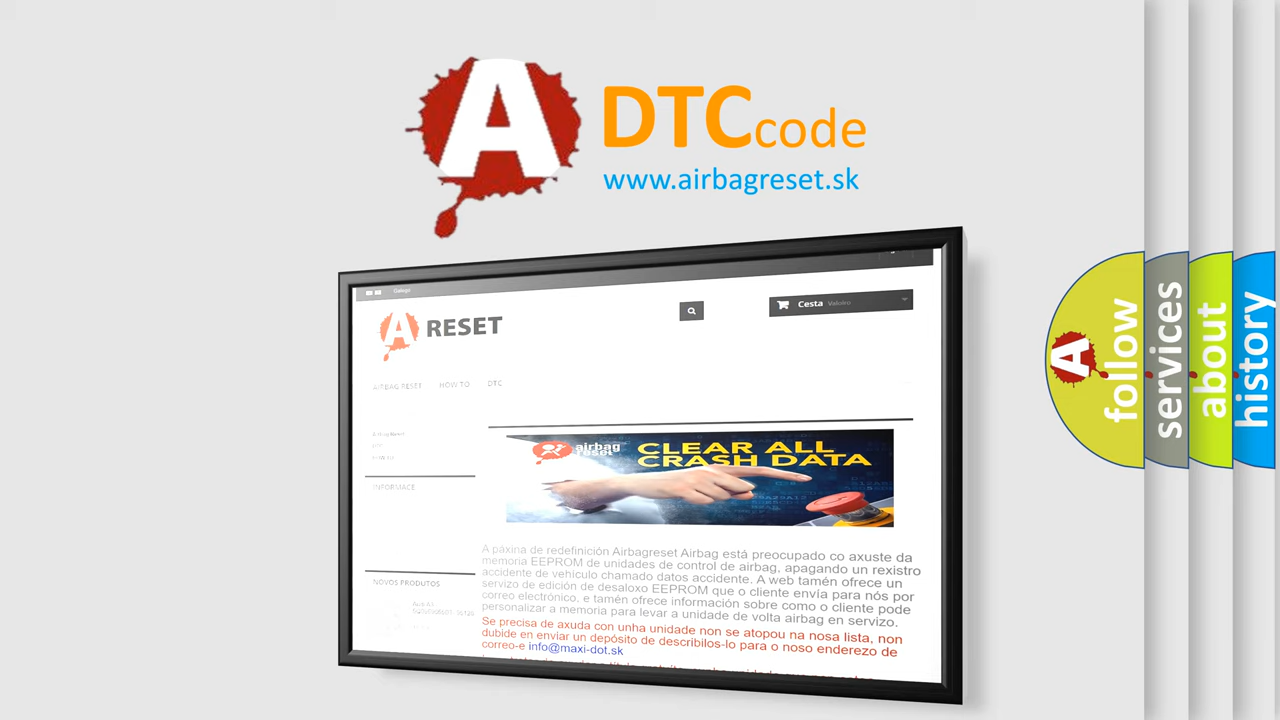 A
DTC code
www.airbagreset.sk
Galego
A RESET
Cesta Valeiro
AIRBAG RESET HOW TO DTC
INFORMACE
airbag
reset
CLEAR ALL
CRASH DATA
NOVOS PRODUTOS
A páxina de redefinición Airbagreset Airbag está preocupado co axuste da
memoria EEPROM de unidades de control de airbag, apagando un rexistro
accidente de vehículo chamado datos accidente. A web tamén ofrece un
servizo de edición de desaloxo EEPROM que o cliente envía para nós por
correo electrónico, e tamén ofrece información sobre como o cliente pode
personalizar a memoria para levar a unidade de volta airbag en servizo.
Se precisa de axuda con unha unidade non se atopou na nosa lista, non
dubide en enviar un depósito de describilos-lo para o noso enderezo de
correo-e info@maxi-dot.sk
A follow
services
about
history